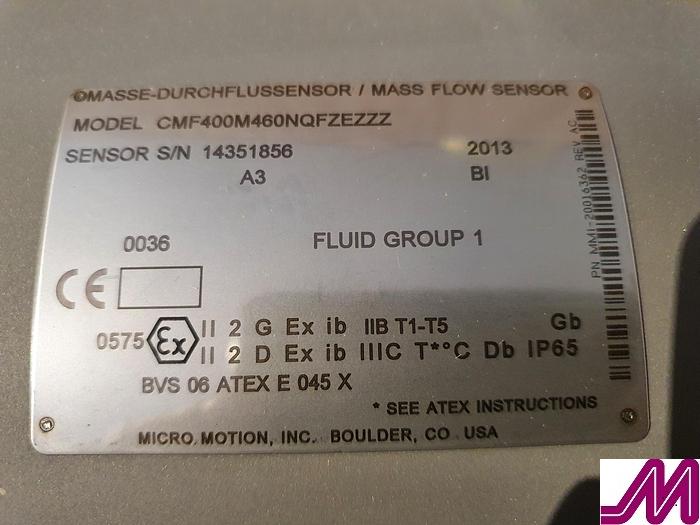 MASSE-DURCHFLUSSENSOR / MASS FLOW SENSOR
MODEL CMF400M460NQFZEZZZ
SENSOR S/N 14351856 2013
A3 BI
0036 FLUID GROUP 1
CE
0575 Ex II 2 G Ex ib IIB T1-T5 Gb
II 2 D Ex ib IIIC T*°C Db IP65
BVS 06 ATEX E 045 X
* SEE ATEX INSTRUCTIONS
MICRO MOTION, INC. BOULDER, CO USA
PN MMI-20016362 REV AC
M